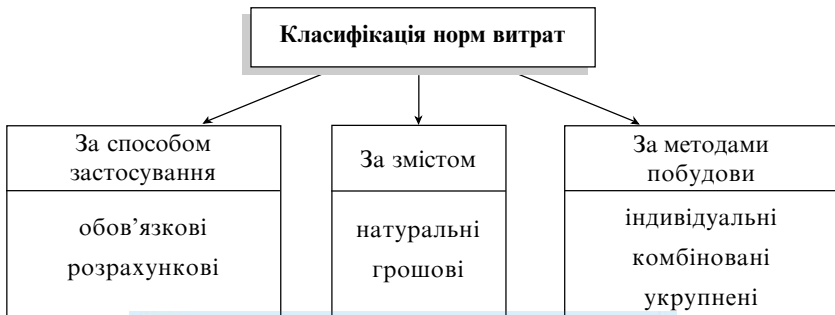 Класифікація норм витрат
За способом
застосування
обов’язкові
розрахункові
За змістом
натуральні
грошові
За методами
побудови
індивідуальні
комбіновані
укрупнені